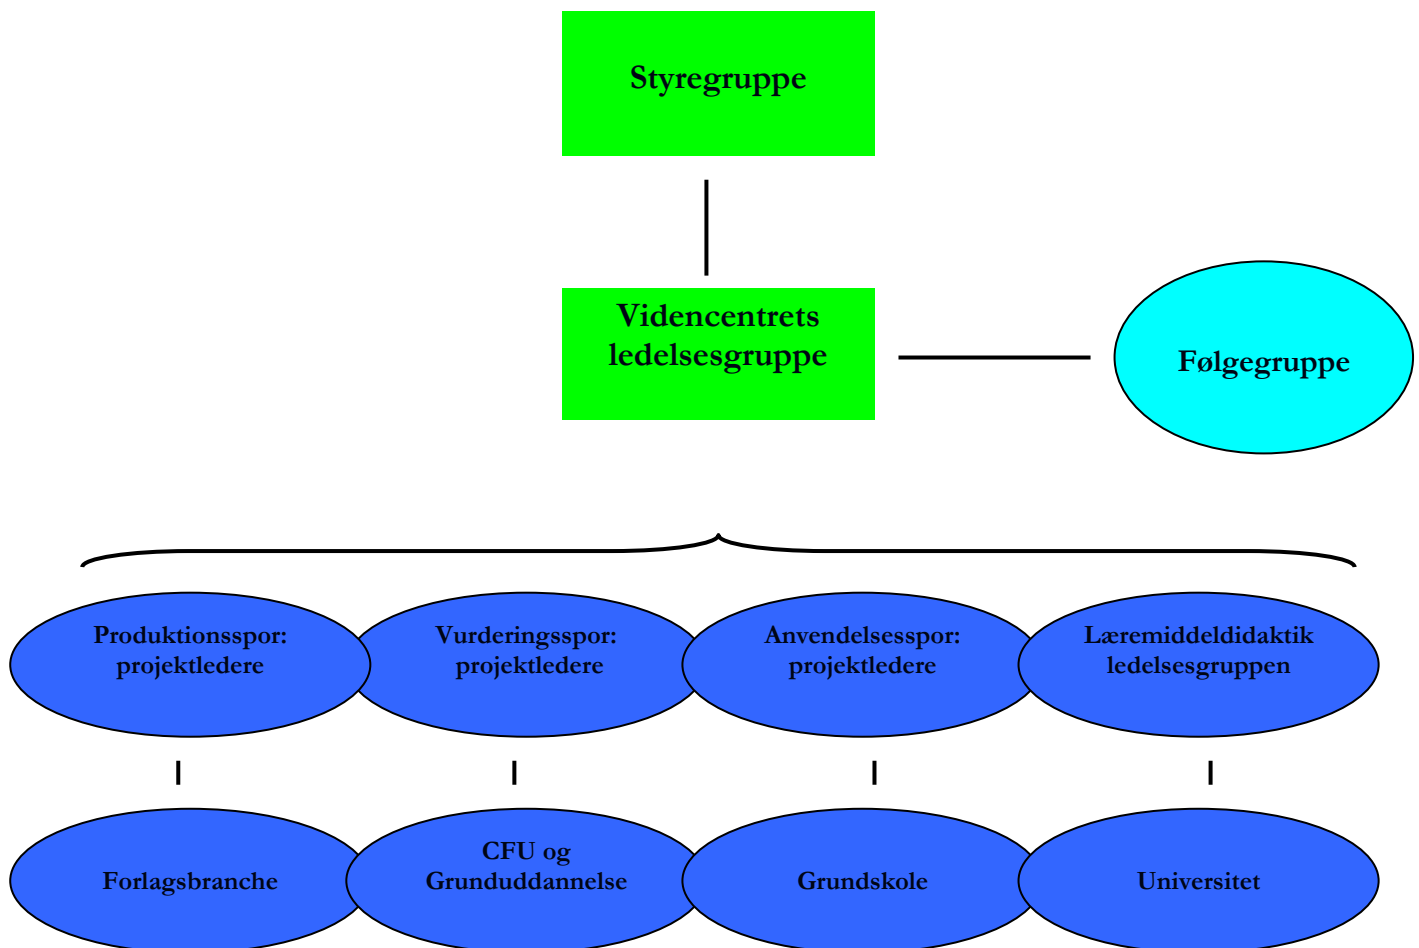 Styregruppe
Videncentrets
ledelsesgruppe
Følgegruppe
Produktionsspor:
projektledere
Vurderingsspor:
projektledere
Anvendelsesspor:
projektledere
Læremiddeldidaktik
ledelsesgruppen
Forlagsbranche
CFU og
Grunduddannelse
Grundskole
Universitet